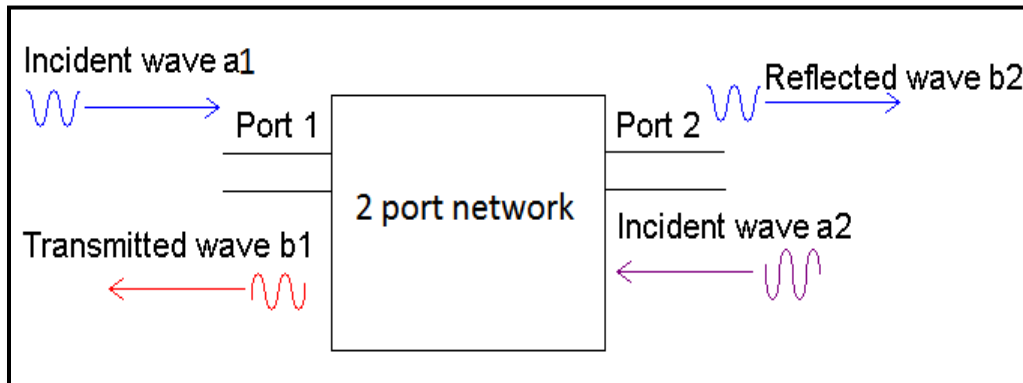 Incident wave a1
Port 1
Transmitted wave b1
2 port network
Port 2
Reflected wave b2
Incident wave a2